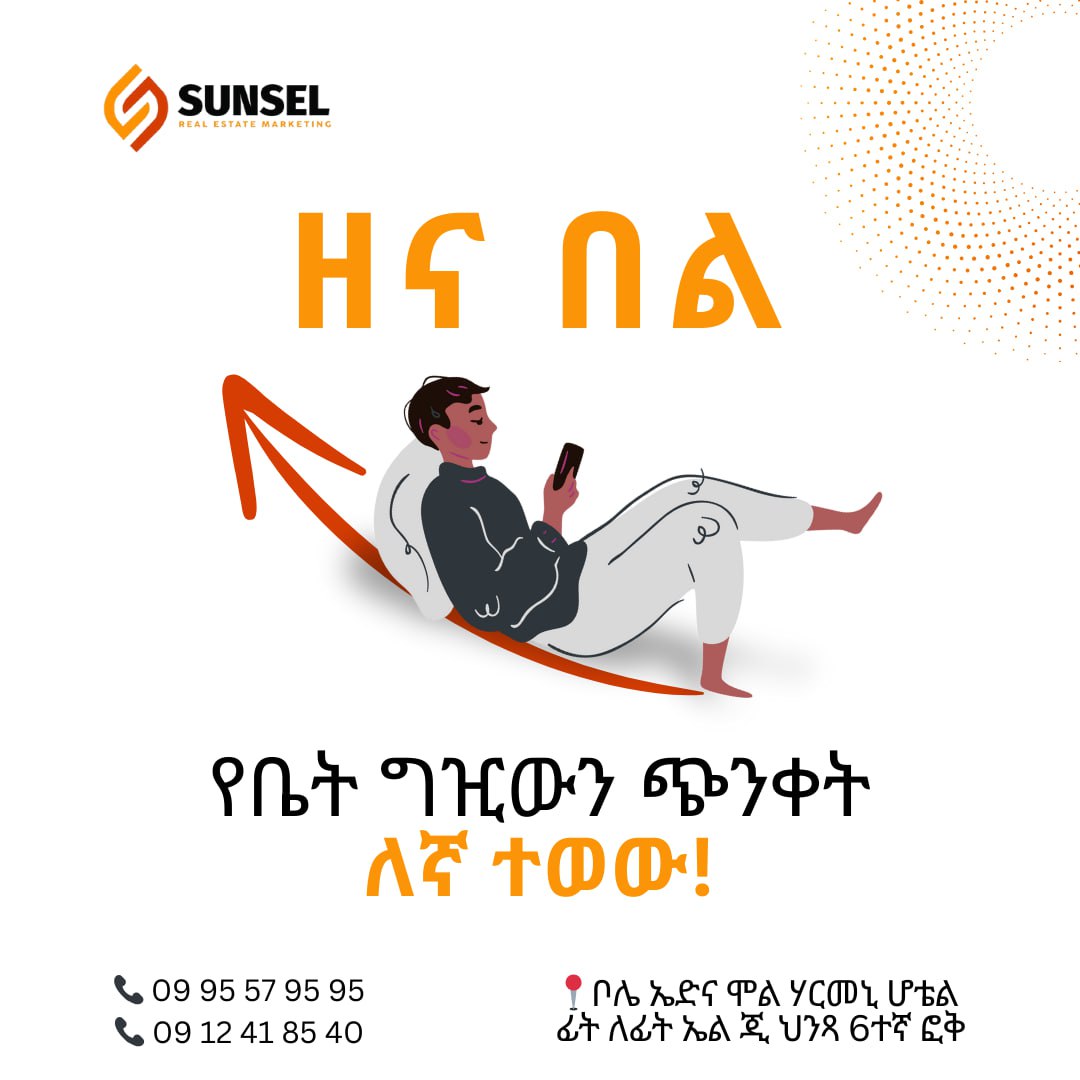 SUNSEL
REAL ESTATE MARKETING
ዘና በል
የቤት ግዢውን ጭንቀት
ለኛ ተወው!
09 95 57 95 95
09 12 41 85 40
ቦሌ ኤድና ሞል ሃርመኒ ሆቴል
ፊት ለፊት ኤል ጂ ህንጻ 6ተኛ ፎቅ